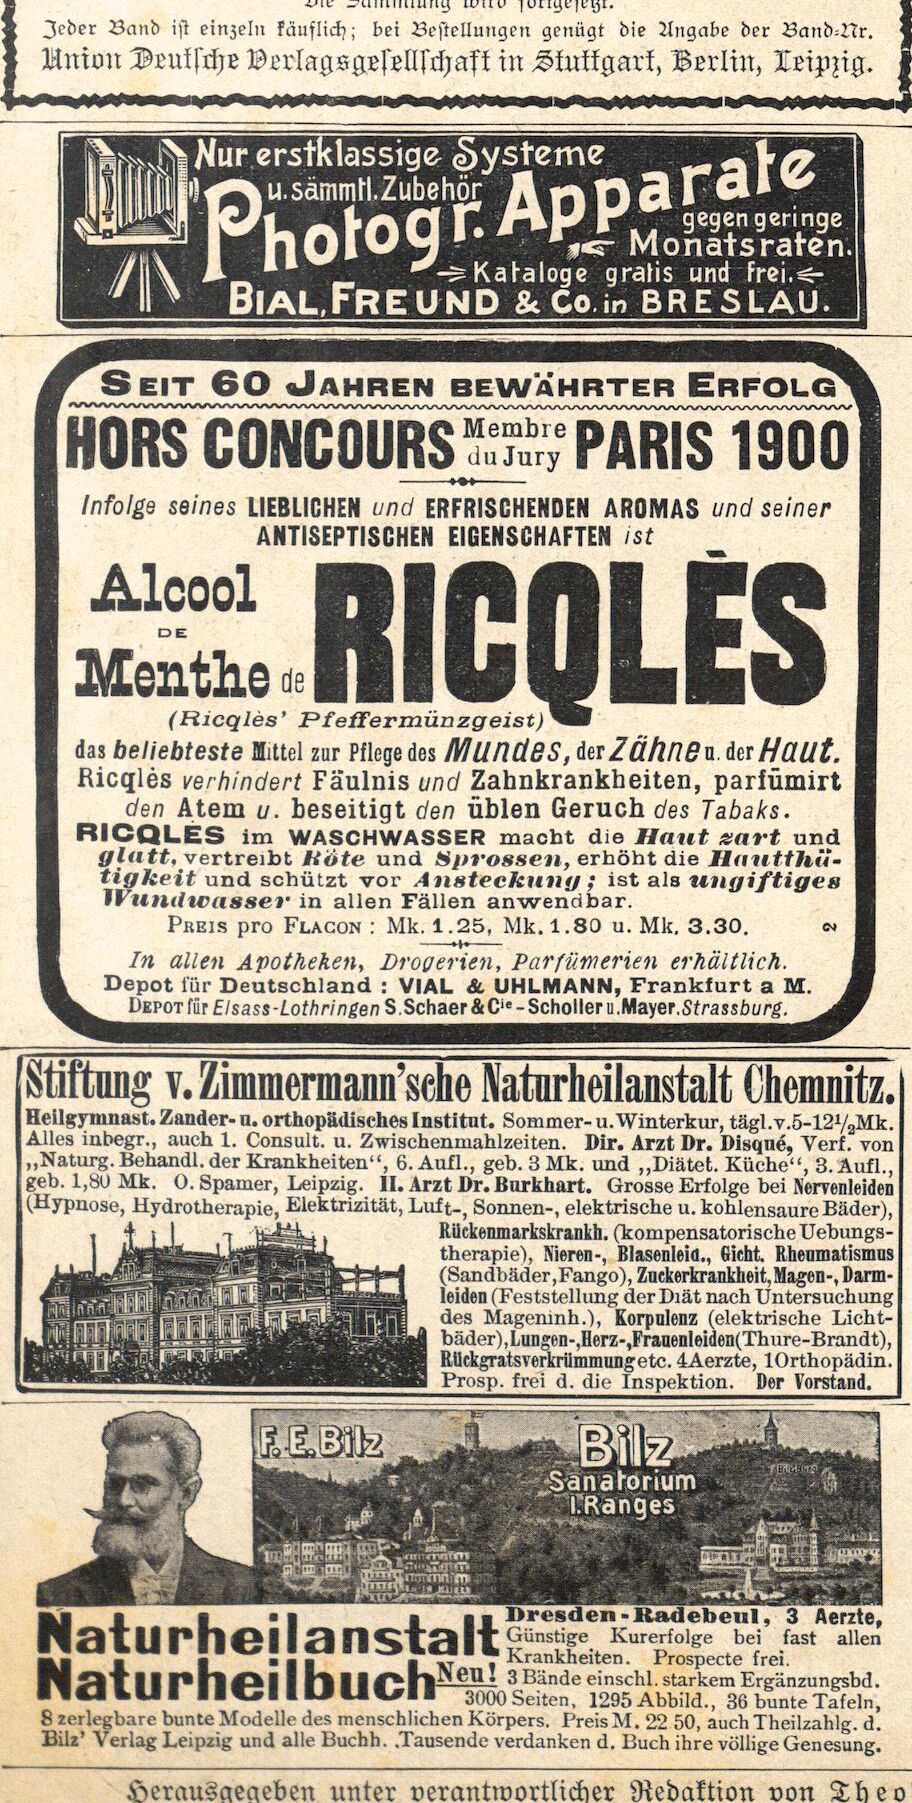 Die Sammlung wird fortgesetzt.
Jeder Band ist einzeln käuflich; bei Bestellungen genügt die Angabe der Band-Nr.
Union Deutsche Verlagsgesellschaft in Stuttgart, Berlin, Leipzig.
Nur erstklassige Systeme
u. sämmtl. Zubehör
Photogr. Apparate
gegen geringe
Monatsraten.
Kataloge gratis und frei.
BIAL, FREUND & Co. in BRESLAU.
SEIT 60 JAHREN BEWÄHRTER ERFOLG
HORS CONCOURS Membre du Jury PARIS 1900
Infolge seines LIEBLICHEN und ERFRISCHENDEN AROMAS und seiner
ANTISEPTISCHEN EIGENSCHAFTEN ist
Alcool
DE
Menthe de RICQLÈS
(Ricqlès' Pfeffermünzgeist)
das beliebteste Mittel zur Pflege des Mundes, der Zähne u. der Haut.
Ricqlès verhindert Fäulnis und Zahnkrankheiten, parfümirt
den Atem u. beseitigt den üblen Geruch des Tabaks.
RICQLÈS im WASCHWASSER macht die Haut zart und
glatt, vertreibt Röte und Sprossen, erhöht die Hautthä-
tigkeit und schützt vor Ansteckung; ist als ungiftiges
Wundwasser in allen Fällen anwendbar.
PREIS pro FLACON : Mk. 1.25, Mk. 1.80 u. Mk. 3.30. 2
In allen Apotheken, Drogerien, Parfümerien erhältlich.
Depot für Deutschland : VIAL & UHLMANN, Frankfurt a M.
DEPOT für Elsass-Lothringen S. Schaer & Cie - Scholler u. Mayer. Strassburg.
Stiftung v. Zimmermann'sche Naturheilanstalt Chemnitz.
Heilgymnast. Zander- u. orthopädisches Institut. Sommer- u. Winterkur, tägl. v. 5-12½ Mk.
Alles inbegr., auch 1. Consult. u. Zwischenmahlzeiten. Dir. Arzt Dr. Disqué, Verf. von
„Naturg. Behandl. der Krankheiten“, 6. Aufl., geb. 3 Mk. und „Diätet. Küche“, 3. Aufl.,
geb. 1,80 Mk. O. Spamer, Leipzig. II. Arzt Dr. Burkhart. Grosse Erfolge bei Nervenleiden
(Hypnose, Hydrotherapie, Elektrizität, Luft-, Sonnen-, elektrische u. kohlensaure Bäder),
Rückenmarkskrankh. (kompensatorische Uebungs-
therapie), Nieren-, Blasenleid., Gicht. Rheumatismus
(Sandbäder, Fango), Zuckerkrankheit, Magen-, Darm-
leiden (Feststellung der Diät nach Untersuchung
des Mageninh.), Korpulenz (elektrische Licht-
bäder), Lungen-, Herz-, Frauenleiden (Thure-Brandt),
Rückgratsverkrümmung etc. 4 Aerzte, 1 Orthopädin.
Prosp. frei d. die Inspektion. Der Vorstand.
F. E. Bilz
Bilz
Sanatorium
I. Ranges
Naturheilanstalt Dresden-Radebeul, 3 Aerzte,
Günstige Kurerfolge bei fast allen
Krankheiten. Prospecte frei.
Naturheilbuch Neu! 3 Bände einschl. starkem Ergänzungsbd.
3000 Seiten, 1295 Abbild., 36 bunte Tafeln,
8 zerlegbare bunte Modelle des menschlichen Körpers. Preis M. 22 50, auch Theilzahlg. d.
Bilz' Verlag Leipzig und alle Buchh. Tausende verdanken d. Buch ihre völlige Genesung.
Herausgegeben unter verantwortlicher Redaktion von Theo